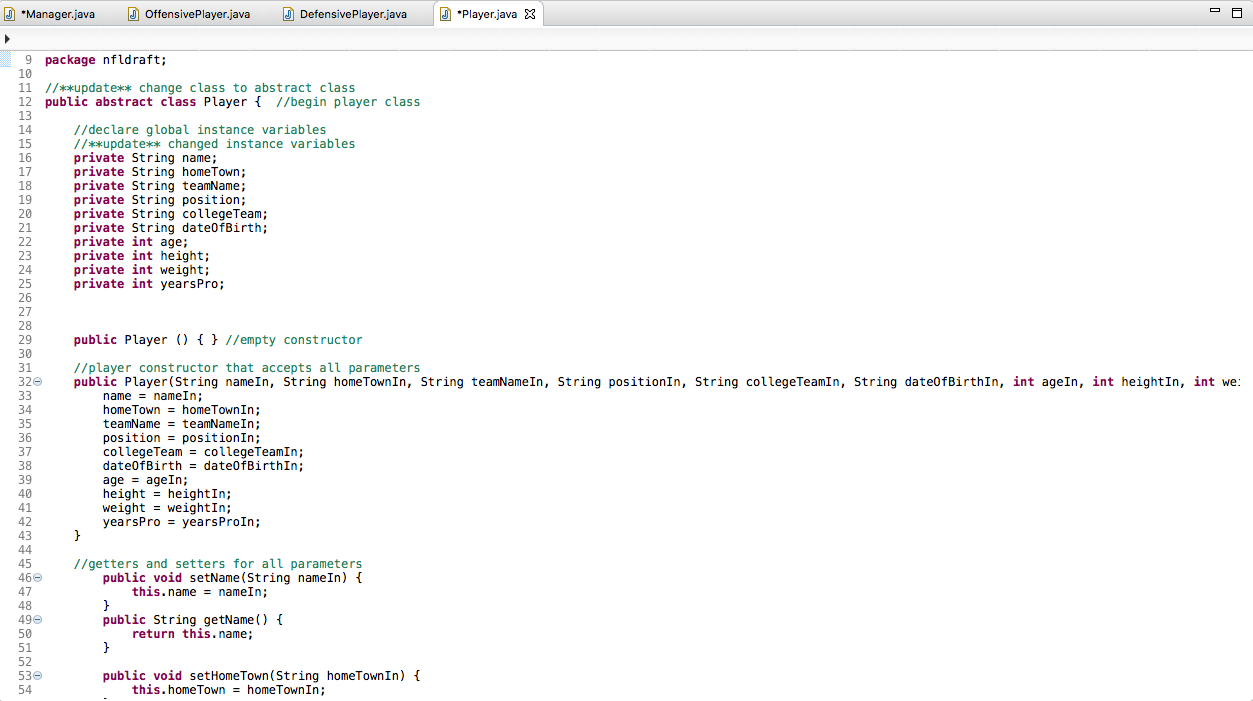 *Manager.java OffensivePlayer.java DefensivePlayer.java *Player.java
9 package nfldraft;
10
11 //**update** change class to abstract class
12 public abstract class Player { //begin player class
13
14 //declare global instance variables
15 //**update** changed instance variables
16 private String name;
17 private String homeTown;
18 private String teamName;
19 private String position;
20 private String collegeTeam;
21 private String dateOfBirth;
22 private int age;
23 private int height;
24 private int weight;
25 private int yearsPro;
26
27
28
29 public Player () { } //empty constructor
30
31 //player constructor that accepts all parameters
32 public Player(String nameIn, String homeTownIn, String teamNameIn, String positionIn, String collegeTeamIn, String dateOfBirthIn, int ageIn, int heightIn, int wei
33 name = nameIn;
34 homeTown = homeTownIn;
35 teamName = teamNameIn;
36 position = positionIn;
37 collegeTeam = collegeTeamIn;
38 dateOfBirth = dateOfBirthIn;
39 age = ageIn;
40 height = heightIn;
41 weight = weightIn;
42 yearsPro = yearsProIn;
43 }
44
45 //getters and setters for all parameters
46 public void setName(String nameIn) {
47 this.name = nameIn;
48 }
49 public String getName() {
50 return this.name;
51 }
52
53 public void setHomeTown(String homeTownIn) {
54 this.homeTown = homeTownIn;